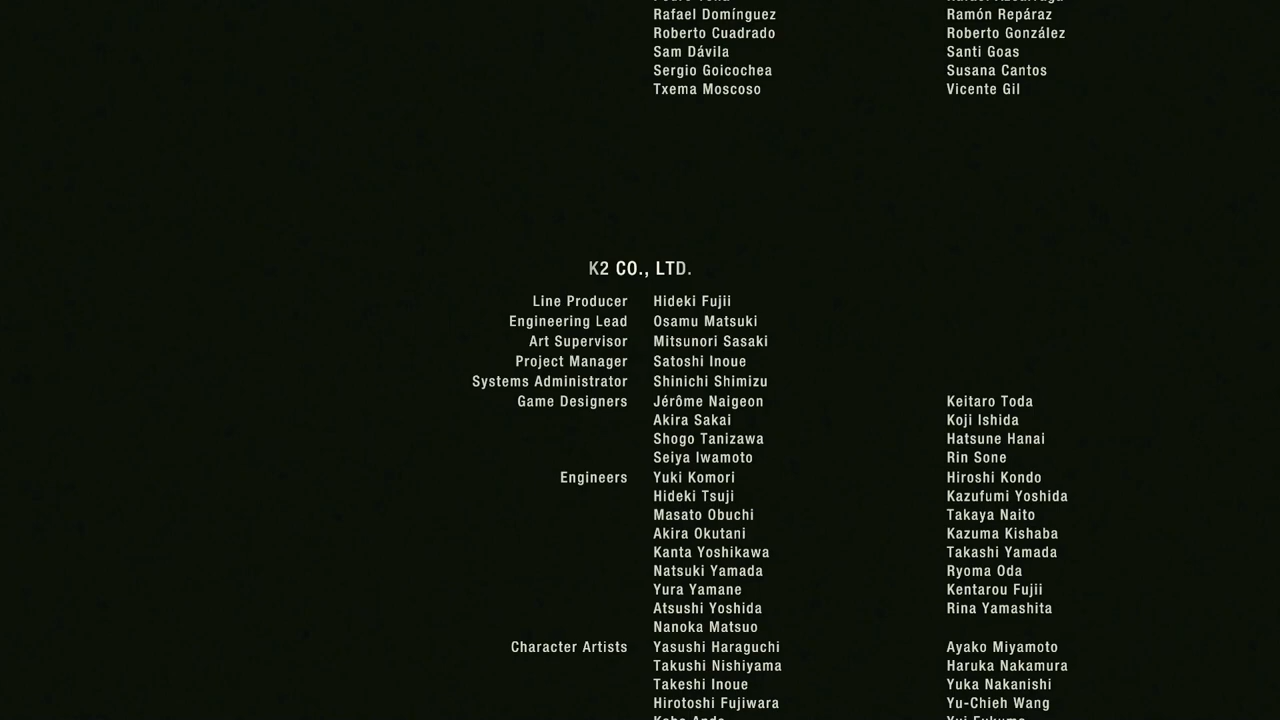 Rafael Domínguez Ramón Repáraz
Roberto Cuadrado Roberto González
Sam Dávila Santi Goas
Sergio Goicochea Susana Cantos
Txema Moscoso Vicente Gil
K2 CO., LTD.
Line Producer Hideki Fujii
Engineering Lead Osamu Matsuki
Art Supervisor Mitsunori Sasaki
Project Manager Satoshi Inoue
Systems Administrator Shinichi Shimizu
Game Designers Jérôme Naigeon Keitaro Toda
Akira Sakai Koji Ishida
Shogo Tanizawa Hatsune Hanai
Seiya Iwamoto Rin Sone
Engineers Yuki Komori Hiroshi Kondo
Hideki Tsuji Kazufumi Yoshida
Masato Obuchi Takaya Naito
Akira Okutani Kazuma Kishaba
Kanta Yoshikawa Takashi Yamada
Natsuki Yamada Ryoma Oda
Yura Yamane Kentarou Fujii
Atsushi Yoshida Rina Yamashita
Nanoka Matsuo
Character Artists Yasushi Haraguchi Ayako Miyamoto
Takushi Nishiyama Haruka Nakamura
Takeshi Inoue Yuka Nakanishi
Hirotoshi Fujiwara Yu-Chieh Wang